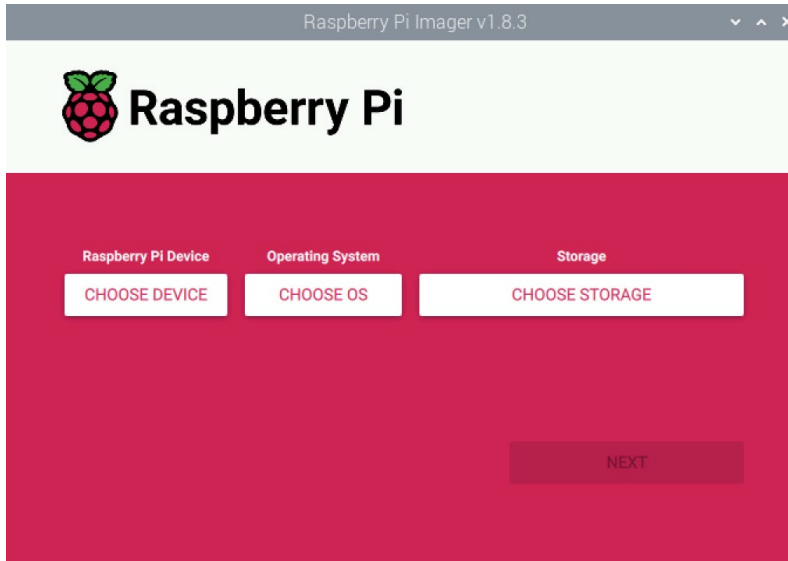 Raspberry Pi Imager v1.8.3
Raspberry Pi
Raspberry Pi Device
Operating System
Storage
CHOOSE DEVICE
CHOOSE OS
CHOOSE STORAGE
NEXT